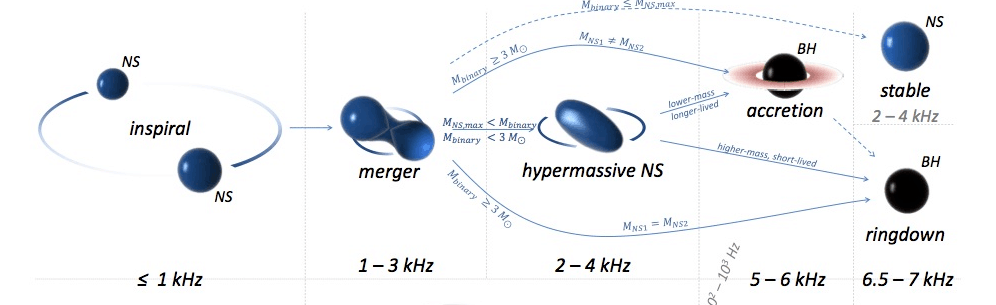 M_binary ≤ M_NS,max
NS
NS
BH
M_NS1 ≠ M_NS2
M_binary ≥ 3 M_⊙
stable
2 – 4 kHz
lower-mass
longer-lived
accretion
inspiral
M_NS,max < M_binary
M_binary < 3 M_⊙
merger
hypermassive NS
higher-mass, short-lived
BH
NS
M_binary ≥ 3 M_⊙
M_NS1 = M_NS2
ringdown
≤ 1 kHz
1 – 3 kHz
2 – 4 kHz
– 10³ Hz
5 – 6 kHz
6.5 – 7 kHz